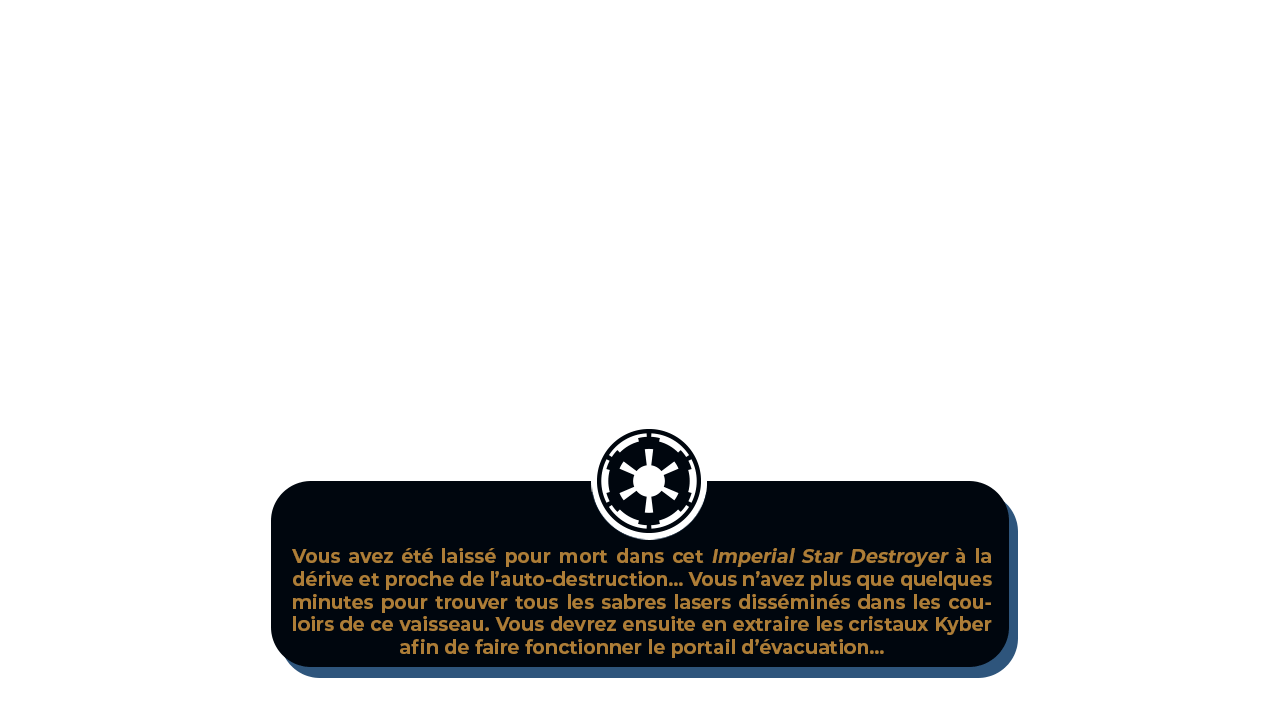 Vous avez été laissé pour mort dans cet Imperial Star Destroyer à la
dérive et proche de l’auto-destruction... Vous n’avez plus que quelques
minutes pour trouver tous les sabres lasers disséminés dans les cou-
loirs de ce vaisseau. Vous devrez ensuite en extraire les cristaux Kyber
afin de faire fonctionner le portail d’évacuation...